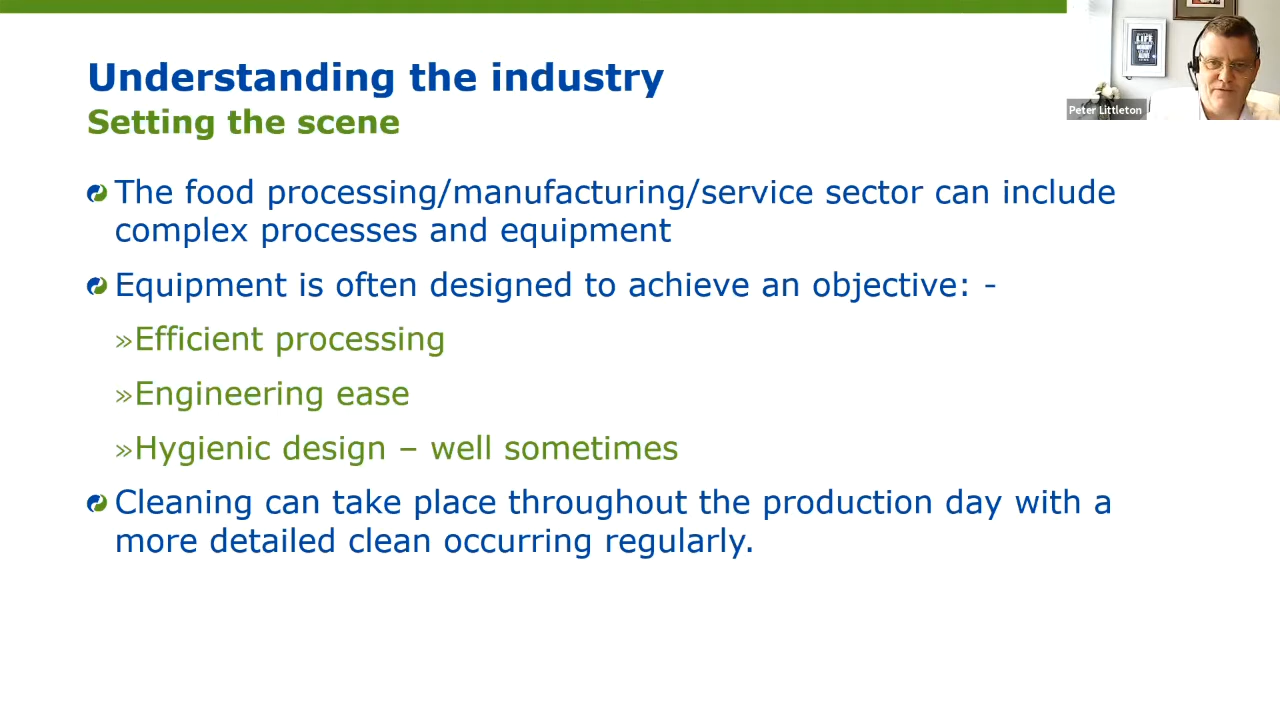 Understanding the industry
Setting the scene
The food processing/manufacturing/service sector can include
complex processes and equipment
Equipment is often designed to achieve an objective: -
»Efficient processing
»Engineering ease
»Hygienic design – well sometimes
Cleaning can take place throughout the production day with a
more detailed clean occurring regularly.
LIFE
Peter Littleton